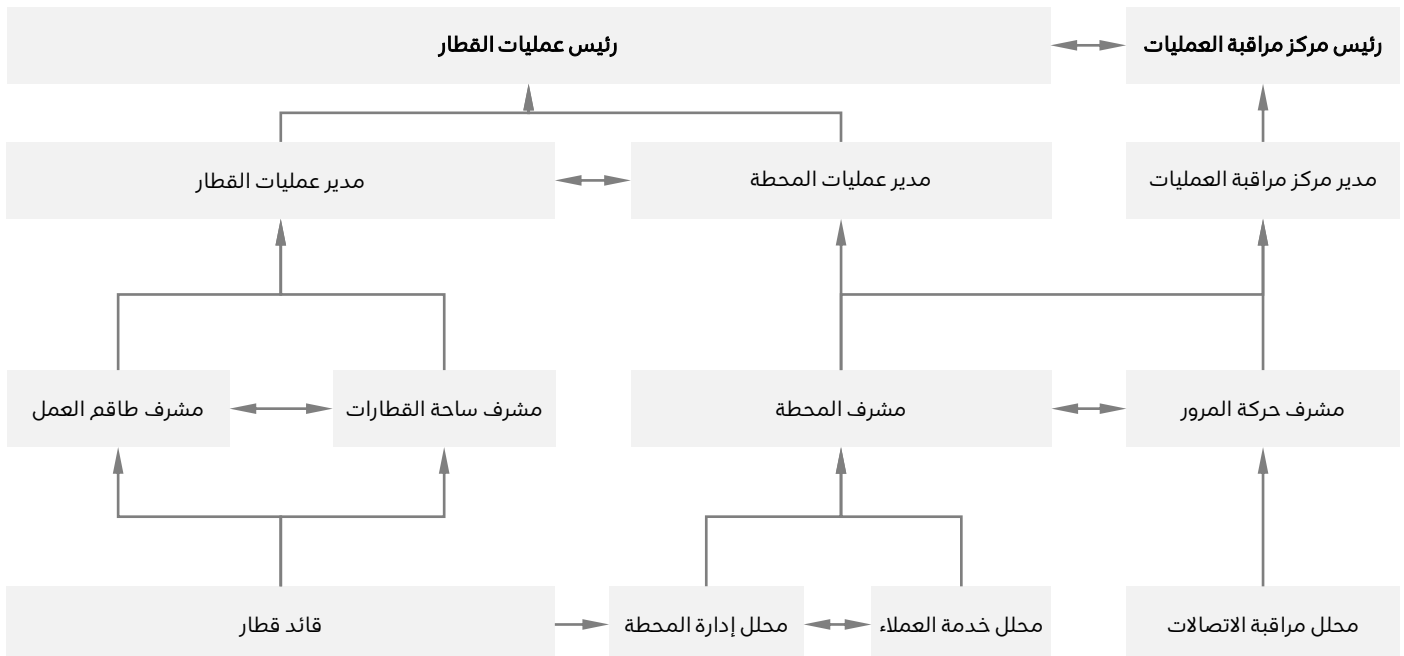 رئيس مركز مراقبة العمليات
رئيس عمليات القطار
مدير مركز مراقبة العمليات
مدير عمليات المحطة
مدير عمليات القطار
مشرف حركة المرور
مشرف المحطة
مشرف ساحة القطارات
مشرف طاقم العمل
محلل مراقبة الاتصالات
محلل خدمة العملاء
محلل إدارة المحطة
قائد قطار